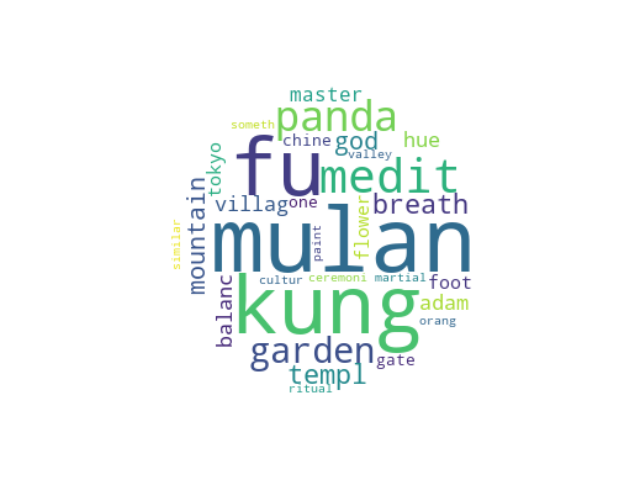 master
panda
someth
fu
chine
god
hue
valley
tokyo
medit
mountain
villag
one
flower
breath
mulan
paint
similar
cultur
ceremoni
martial
foot
balanc
kung
adam
orang
garden
gate
templ
ritual